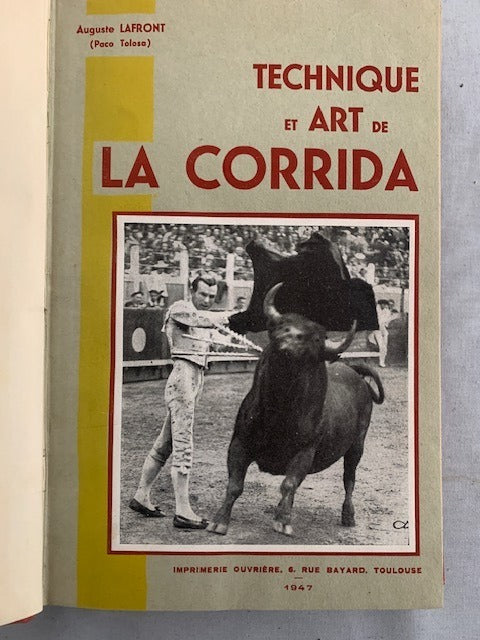 Auguste LAFRONT
(Paco Tolosa)
TECHNIQUE
ET ART DE
LA CORRIDA
IMPRIMERIE OUVRIÈRE, 6, RUE BAYARD, TOULOUSE
1947